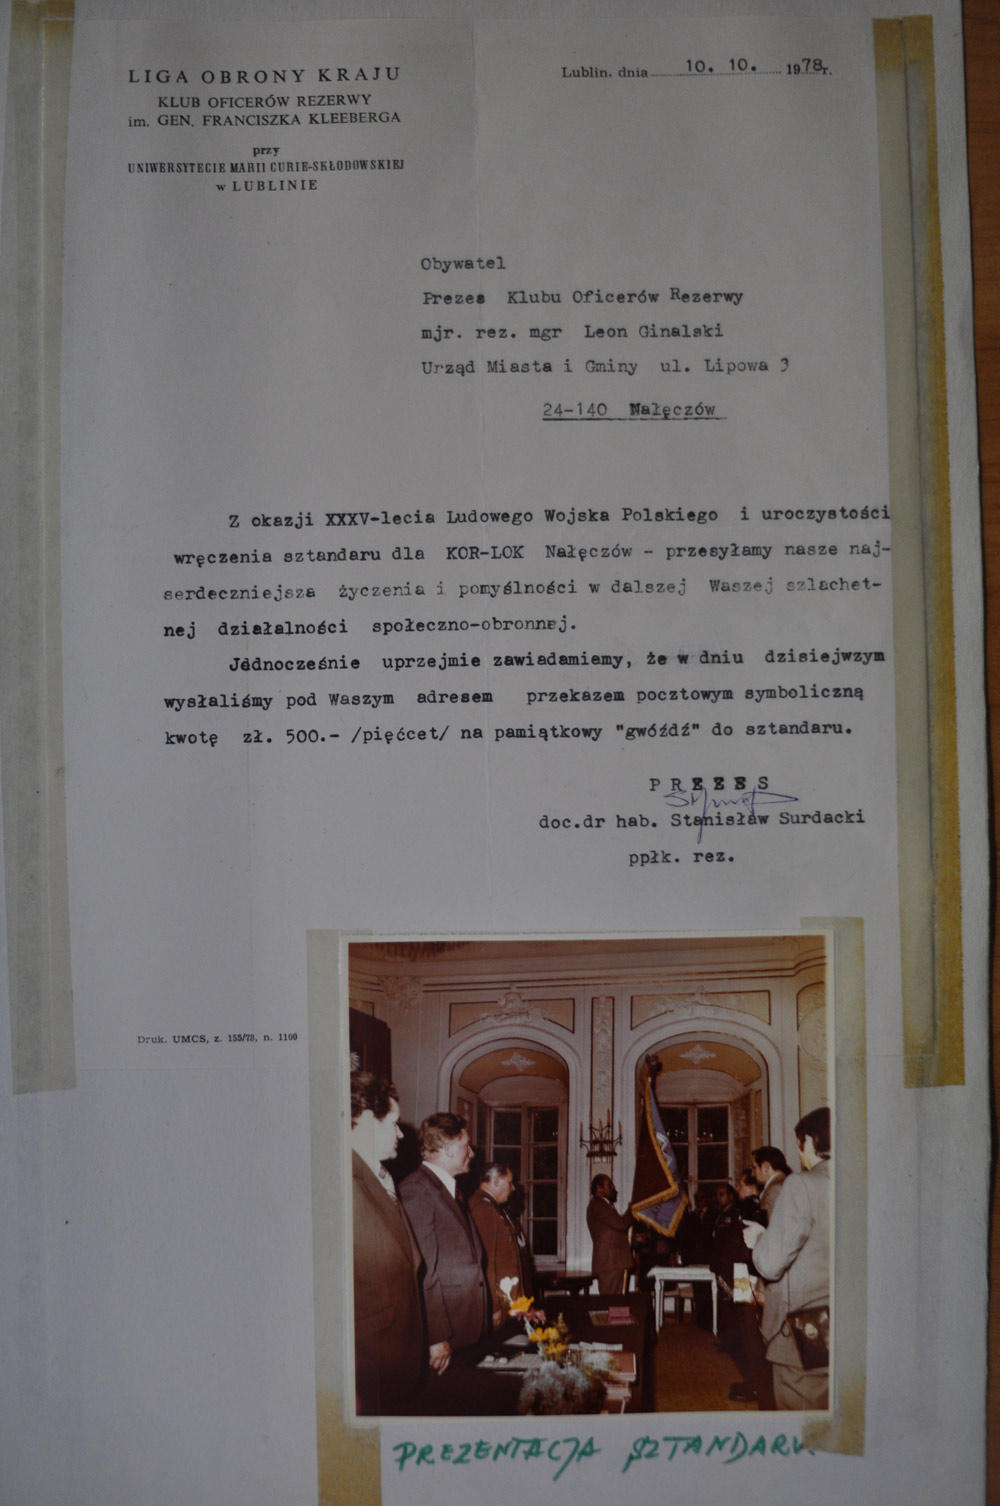 LIGA OBRONY KRAJU
KLUB OFICERÓW REZERWY
im. GEN. FRANCISZKA KLEEBERGA
przy
UNIWERSYTECIE MARII CURIE-SKŁODOWSKIEJ
w LUBLINIE
Lublin, dnia 10. 10. 1978r.
Obywatel
Prezes Klubu Oficerów Rezerwy
mjr. rez. mgr Leon Ginalski
Urząd Miasta i Gminy ul. Lipowa 3
24-140 Nałęczów
Z okazji XXXV-lecia Ludowego Wojska Polskiego i uroczystości
wręczenia sztandaru dla KOR-LOK Nałęczów - przesyłamy nasze naj-
serdeczniejsza życzenia i pomyślności w dalszej Waszej szlachet-
nej działalności społeczno-obronnej.
Jednocześnie uprzejmie zawiadamiamy, że w dniu dzisiejwzym
wysłaliśmy pod Waszym adresem przekazem pocztowym symboliczną
kwotę zł. 500.- /pięćcet/ na pamiątkowy "gwóźdź" do sztandaru.
P R E Z E S
doc.dr hab. Stanisław Surdacki
ppłk. rez.
Druk. UMCS, z. 155/78, n. 1100
PREZENTACJA SZTANDARU